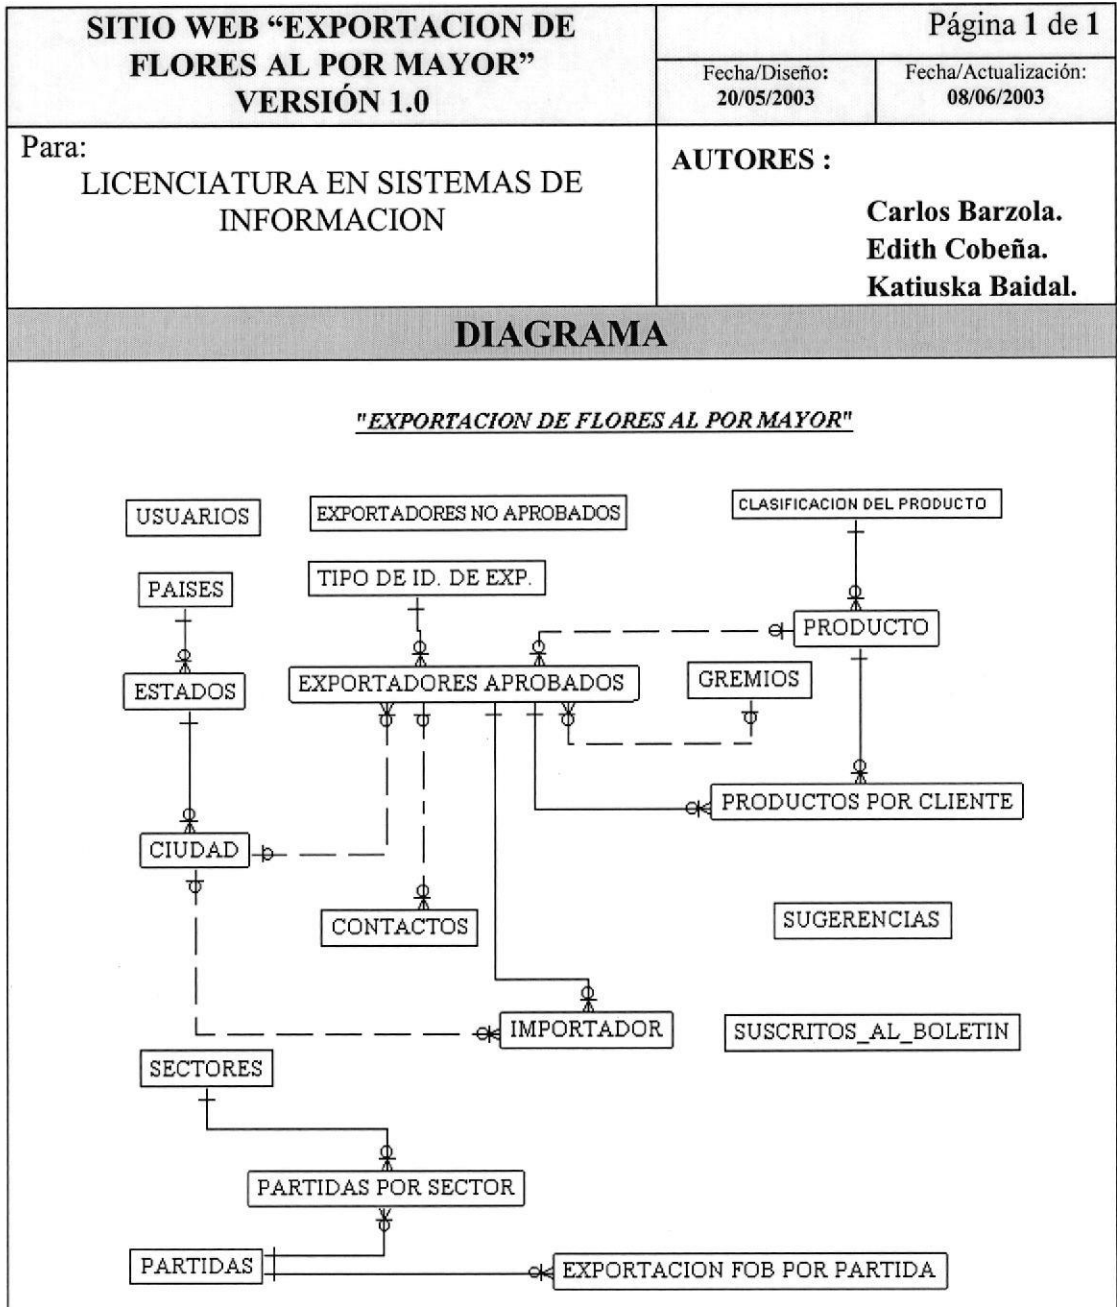 SITIO WEB “EXPORTACION DE
FLORES AL POR MAYOR”
VERSIÓN 1.0
Página 1 de 1
Fecha/Diseño:
20/05/2003
Fecha/Actualización:
08/06/2003
Para:
LICENCIATURA EN SISTEMAS DE
INFORMACION
AUTORES :
Carlos Barzola.
Edith Cobeña.
Katiuska Baidal.
DIAGRAMA
"EXPORTACION DE FLORES AL POR MAYOR"
USUARIOS
EXPORTADORES NO APROBADOS
CLASIFICACION DEL PRODUCTO
PAISES
TIPO DE ID. DE EXP.
PRODUCTO
ESTADOS
EXPORTADORES APROBADOS
GREMIOS
PRODUCTOS POR CLIENTE
CIUDAD
CONTACTOS
SUGERENCIAS
IMPORTADOR
SUSCRITOS_AL_BOLETIN
SECTORES
PARTIDAS POR SECTOR
PARTIDAS
EXPORTACION FOB POR PARTIDA